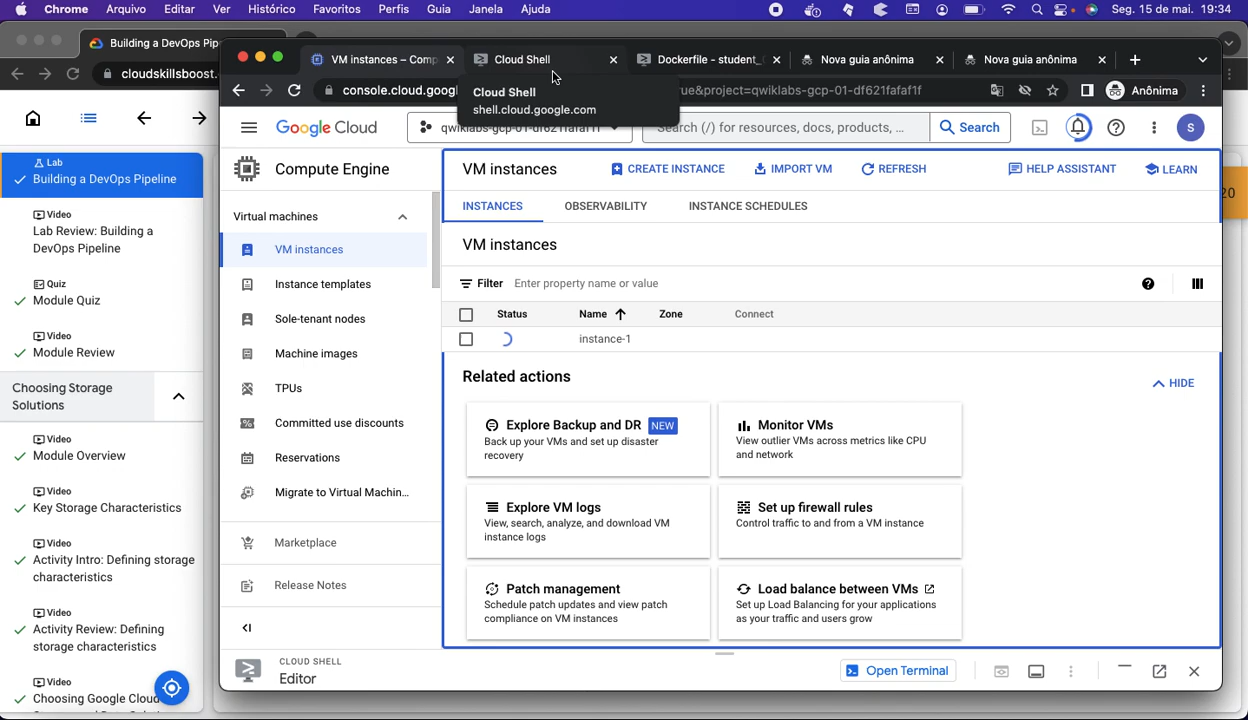 Chrome Arquivo Editar Ver Histórico Favoritos Perfis Guia Janela Ajuda Seg. 15 de mai. 19:34
Building a DevOps Pip
VM instances – Comp
Cloud Shell
Dockerfile - student_
Nova guia anônima
Nova guia anônima
cloudskillsboost.
console.cloud.goog
rue&project=qwiklabs-gcp-01-df621fafaf1f
Anônima
Cloud Shell
shell.cloud.google.com
Google Cloud
Search (/) for resources, docs, products, ...
Search
S
Lab
Building a DevOps Pipeline
Video
Lab Review: Building a
DevOps Pipeline
Quiz
Module Quiz
Video
Module Review
Choosing Storage
Solutions
Video
Module Overview
Video
Key Storage Characteristics
Video
Activity Intro: Defining storage
characteristics
Video
Activity Review: Defining
storage characteristics
Video
Choosing Google Cloud
Compute Engine
Virtual machines
VM instances
Instance templates
Sole-tenant nodes
Machine images
TPUs
Committed use discounts
Reservations
Migrate to Virtual Machin...
Marketplace
Release Notes
VM instances
CREATE INSTANCE
IMPORT VM
REFRESH
HELP ASSISTANT
LEARN
20
INSTANCES
OBSERVABILITY
INSTANCE SCHEDULES
VM instances
Filter Enter property name or value
Status Name Zone Connect
instance-1
Related actions
HIDE
Explore Backup and DR NEW
Back up your VMs and set up disaster
recovery
Monitor VMs
View outlier VMs across metrics like CPU
and network
Explore VM logs
View, search, analyze, and download VM
instance logs
Set up firewall rules
Control traffic to and from a VM instance
Patch management
Schedule patch updates and view patch
compliance on VM instances
Load balance between VMs
Set up Load Balancing for your applications
as your traffic and users grow
CLOUD SHELL
Editor
Open Terminal